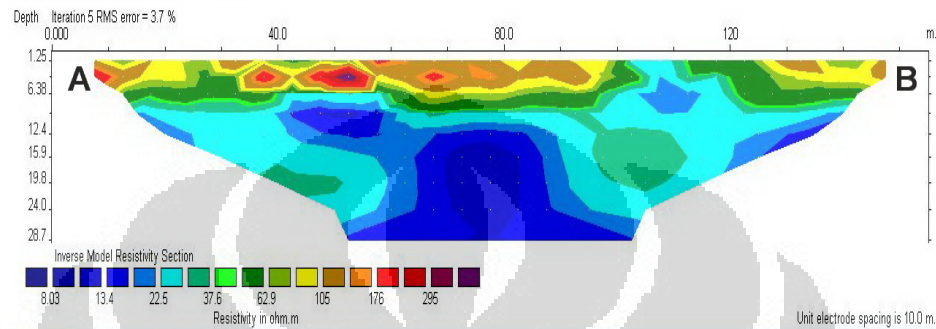 Depth Iteration 5 RMS error = 3.7 %
0.000 40.0 80.0 120 m.
1.25
6.38
12.4
15.9
19.8
24.0
28.7
A B
Inverse Model Resistivity Section
8.03 13.4 22.5 37.6 62.9 105 176 295
Resistivity in ohm.m
Unit electrode spacing is 10.0 m.